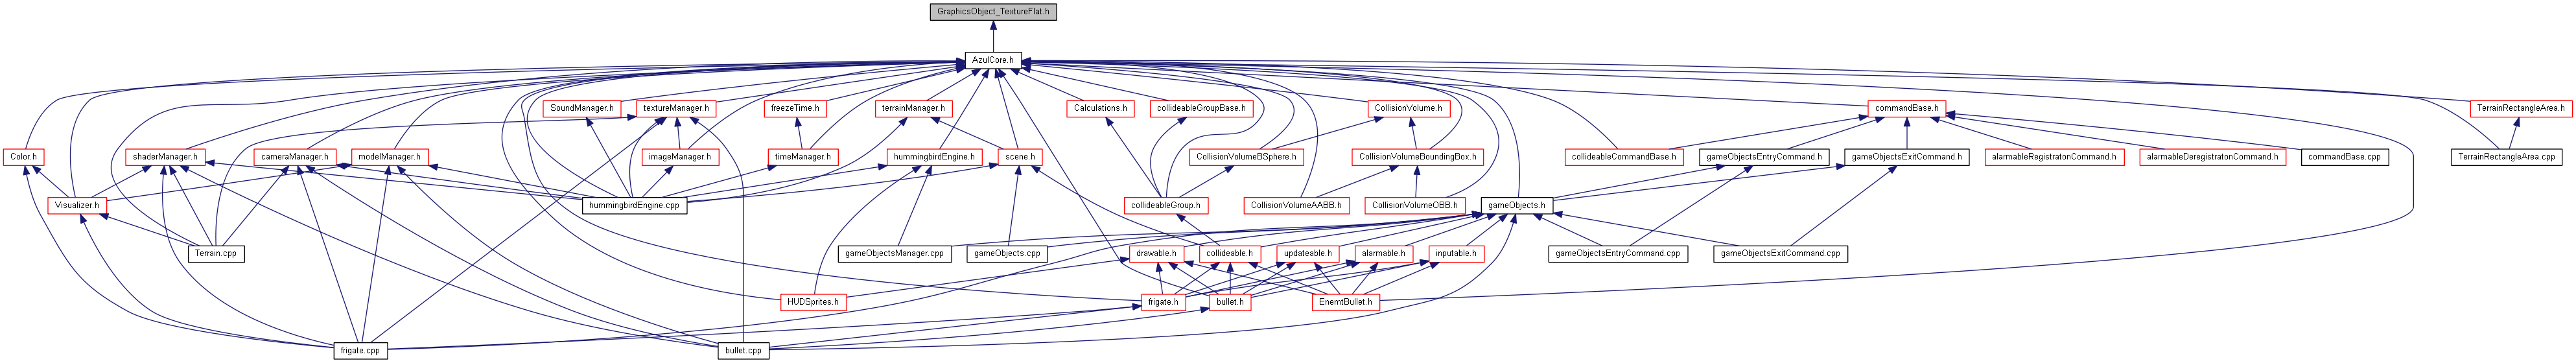 GraphicsObject_TextureFlat.h
AzulCore.h
SoundManager.h
textureManager.h
freezeTime.h
terrainManager.h
Calculations.h
collideableGroupBase.h
CollisionVolume.h
commandBase.h
TerrainRectangleArea.h
Color.h
shaderManager.h
cameraManager.h
modelManager.h
imageManager.h
timeManager.h
hummingbirdEngine.h
scene.h
CollisionVolumeBSphere.h
CollisionVolumeBoundingBox.h
collideableCommandBase.h
gameObjectsEntryCommand.h
gameObjectsExitCommand.h
alarmableRegistratonCommand.h
alarmableDeregistratonCommand.h
commandBase.cpp
TerrainRectangleArea.cpp
Visualizer.h
hummingbirdEngine.cpp
collideableGroup.h
CollisionVolumeAABB.h
CollisionVolumeOBB.h
gameObjects.h
Terrain.cpp
gameObjectsManager.cpp
gameObjects.cpp
drawable.h
collideable.h
updateable.h
alarmable.h
inputable.h
gameObjectsEntryCommand.cpp
gameObjectsExitCommand.cpp
HUDSprites.h
frigate.h
bullet.h
EnemtBullet.h
frigate.cpp
bullet.cpp